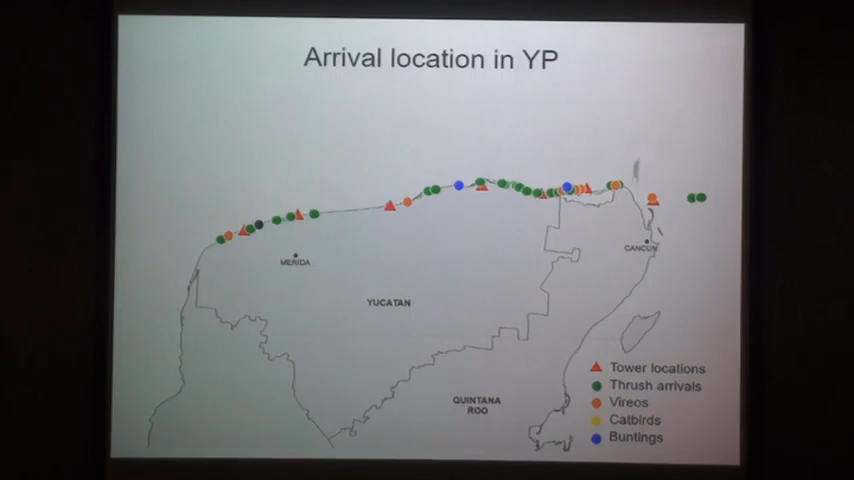 Arrival location in YP
MERIDA
CANCUN
YUCATAN
QUINTANA
ROO
Tower locations
Thrush arrivals
Vireos
Catbirds
Buntings